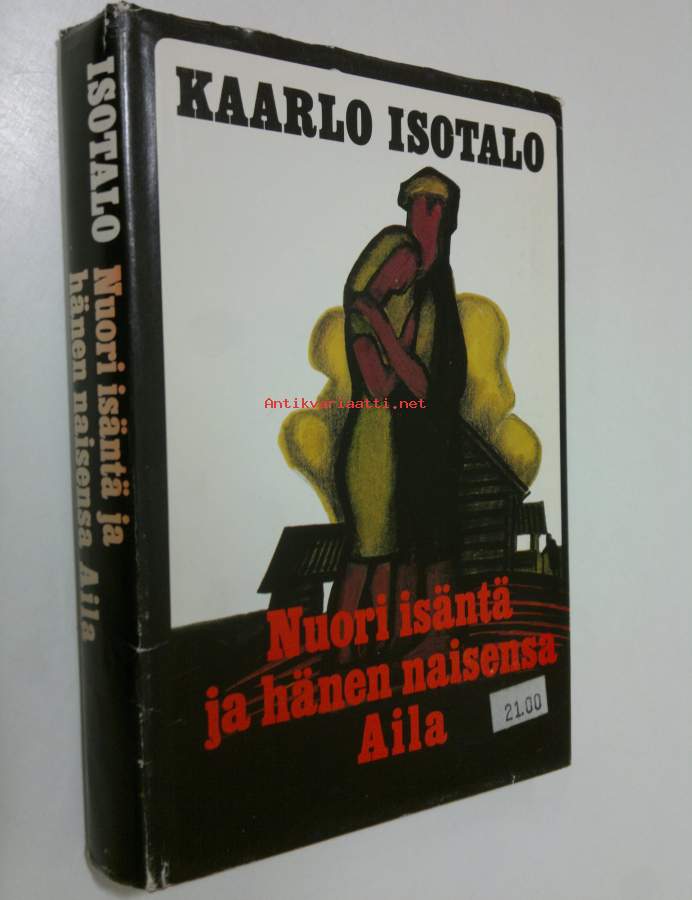 KAARLO ISOTALO
Nuori isäntä
ja hänen naisensa
Aila
21.00
ISOTALO
Nuori isäntä ja
hänen naisensa Aila
Antikvariaatti.net